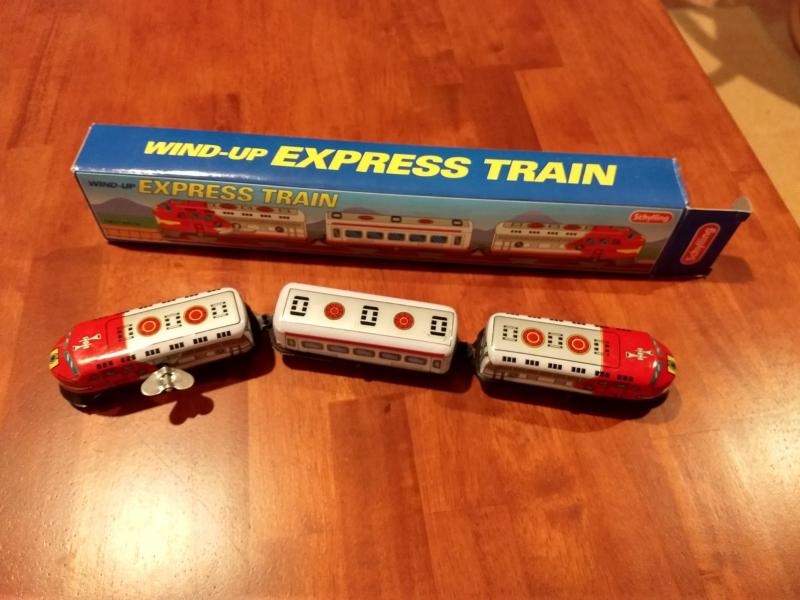 WIND-UP EXPRESS TRAIN
WIND-UP EXPRESS TRAIN
Schylling
Schylling